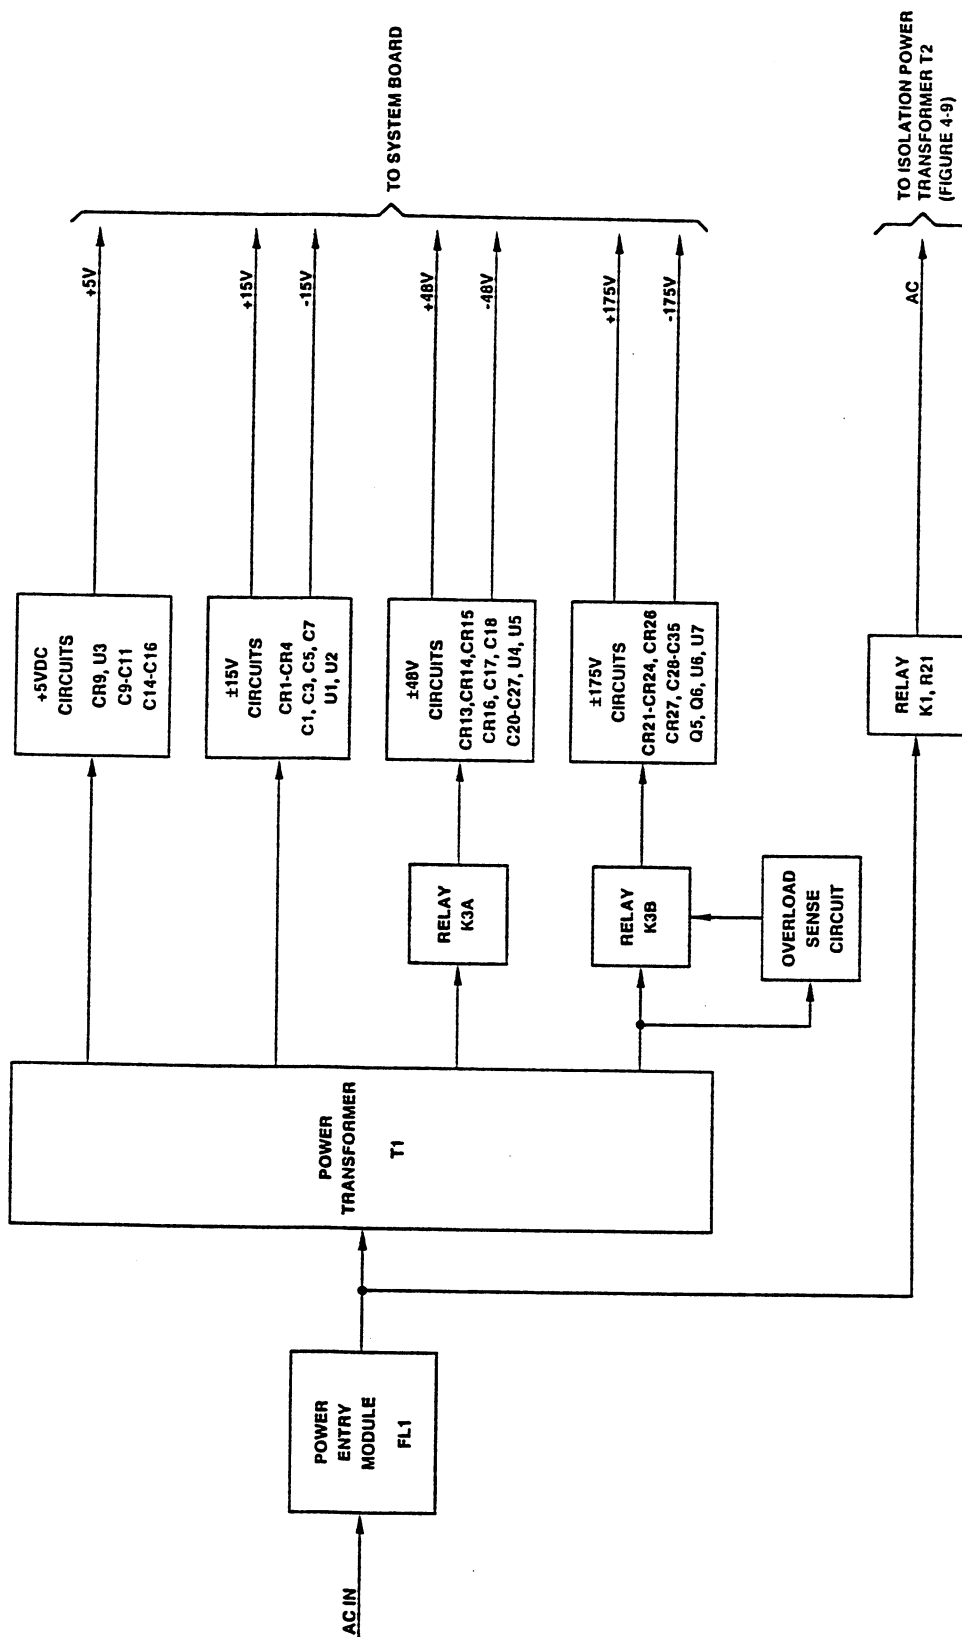 AC IN
POWER
ENTRY
MODULE
FL1
POWER
TRANSFORMER
T1
RELAY
K3A
RELAY
K3B
OVERLOAD
SENSE
CIRCUIT
+5VDC
CIRCUITS
CR9, U3
C9-C11
C14-C16
±15V
CIRCUITS
CR1-CR4
C1, C3, C5, C7
U1, U2
±48V
CIRCUITS
CR13,CR14,CR15
CR16, C17, C18
C20-C27, U4, U5
±175V
CIRCUITS
CR21-CR24, CR26
CR27, C28-C35
Q5, Q6, U6, U7
RELAY
K1, R21
+5V
+15V
-15V
+48V
-48V
+175V
-175V
AC
TO SYSTEM BOARD
TO ISOLATION POWER
TRANSFORMER T2
(FIGURE 4-9)